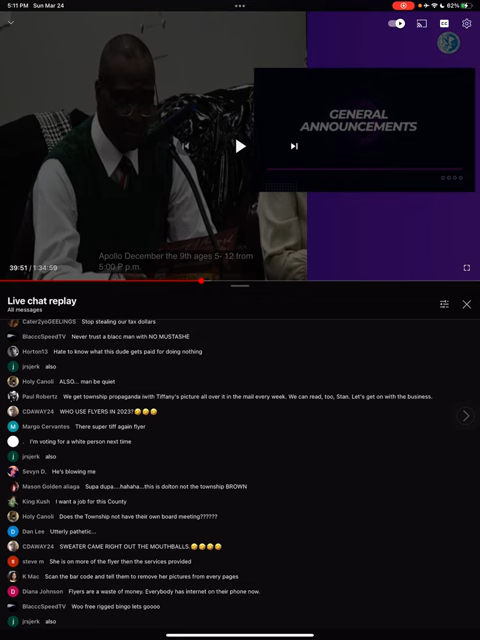 5:11 PM Sun Mar 24
62%
GENERAL
ANNOUNCEMENTS
Apollo December the 9th ages 5- 12 from
5:00 P p.m.
39:51 / 1:34:59
Live chat replay
All messages
Cater2yoGEELINGS Stop stealing our tax dollars
BlacccSpeedTV Never trust a blacc man with NO MUSTASHE
Horton13 Hate to know what this dude gets paid for doing nothing
jrsjerk also
Holy Canoli ALSO... man be quiet
Paul Robertz We get township propaganda iwith Tiffany's picture all over it in the mail every week. We can read, too, Stan. Let's get on with the business.
CDAWAY24 WHO USE FLYERS IN 2023?🤣🤣🤣
Margo Cervantes There super tiff again flyer
. I'm voting for a white person next time
jrsjerk also
Sevyn D. He's blowing me
Mason Golden aliaga Supa dupa....hahaha...this is dolton not the township BROWN
King Kush I want a job for this County
Holy Canoli Does the Township not have their own board meeting??????
Dan Lee Utterly pathetic...
CDAWAY24 SWEATER CAME RIGHT OUT THE MOUTHBALLS.🤣🤣🤣🤣
steve m She is on more of the flyer then the services provided
K Mac Scan the bar code and tell them to remove her pictures from every pages
Diana Johnson Flyers are a waste of money. Everybody has internet on their phone now.
BlacccSpeedTV Woo free rigged bingo lets goooo
jrsjerk also